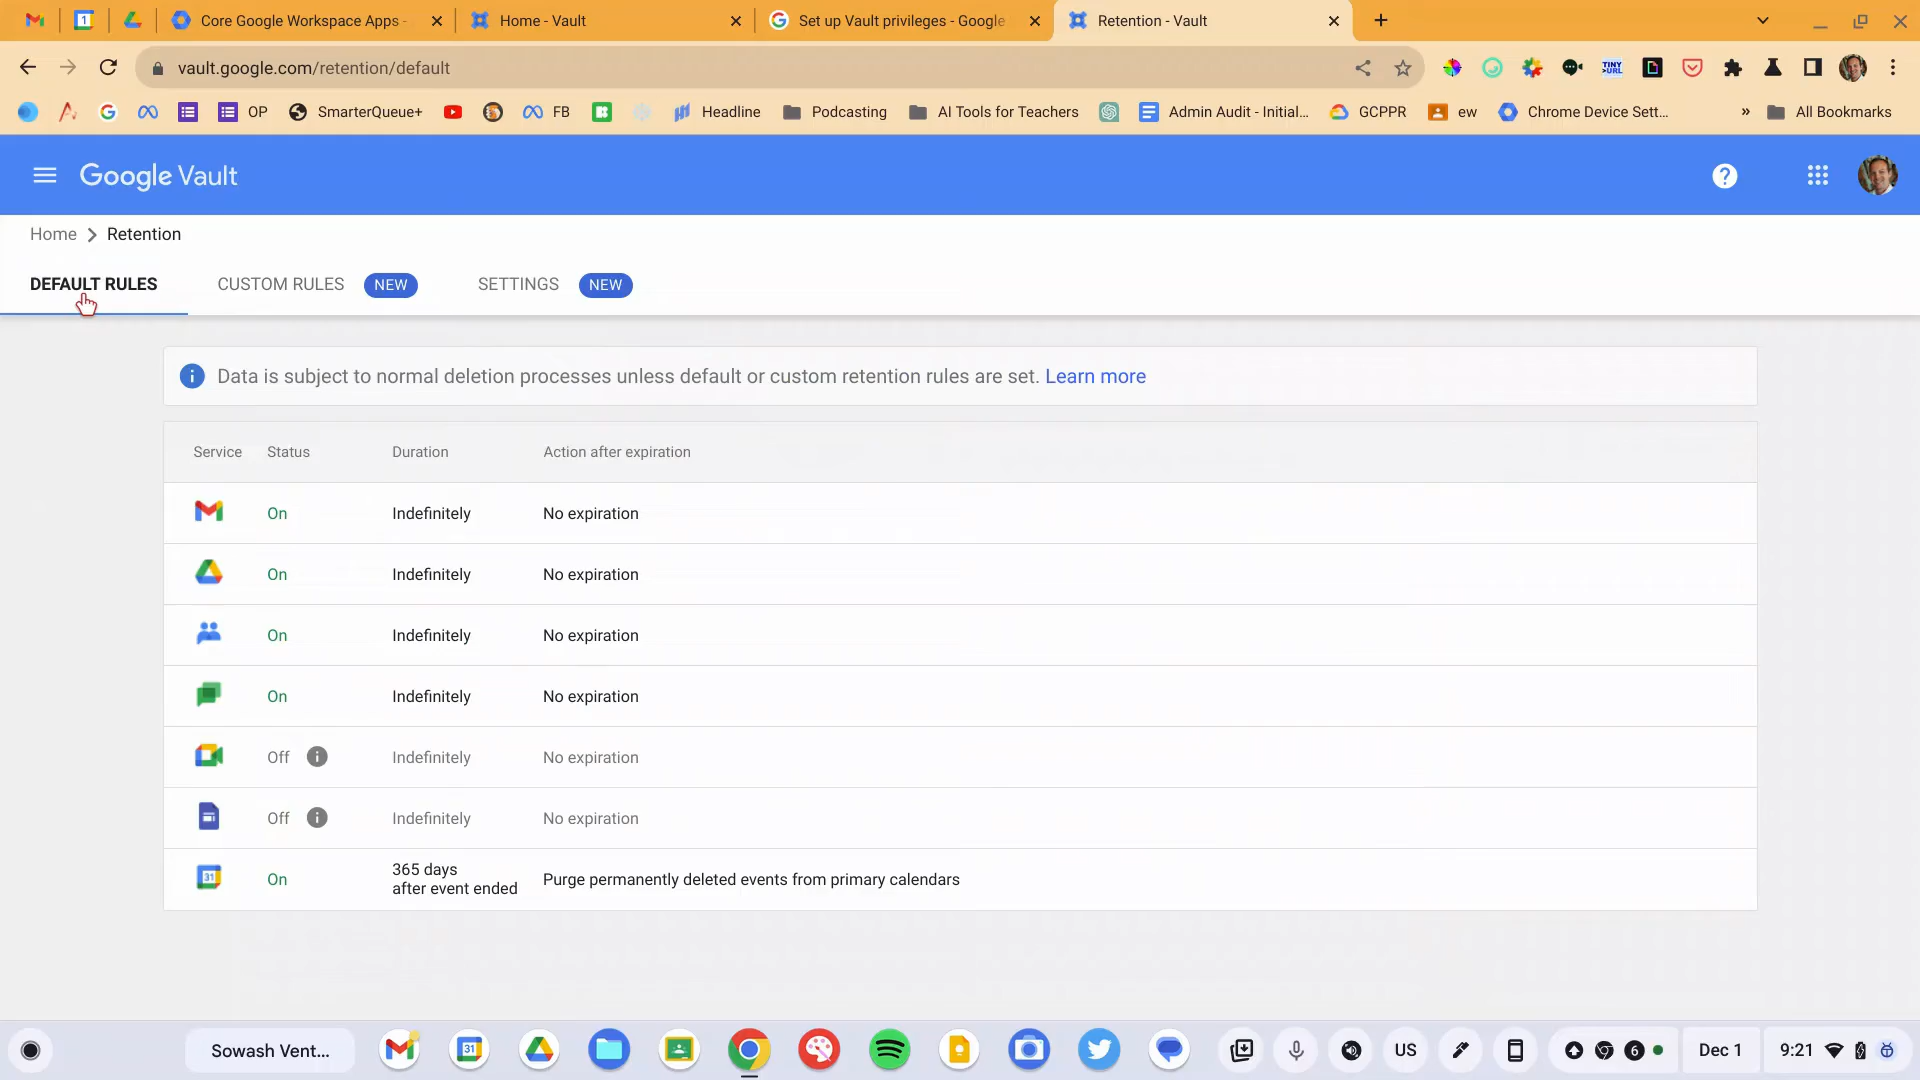 Core Google Workspace Apps -
Home - Vault
Set up Vault privileges - Google
Retention - Vault
vault.google.com/retention/default
TINY
URL
OP
SmarterQueue+
FB
Headline
Podcasting
AI Tools for Teachers
Admin Audit - Initial...
GCPPR
ew
Chrome Device Sett...
»
All Bookmarks
Google Vault
Home > Retention
DEFAULT RULES
CUSTOM RULES NEW
SETTINGS NEW
Data is subject to normal deletion processes unless default or custom retention rules are set. Learn more
Service Status Duration Action after expiration
On Indefinitely No expiration
On Indefinitely No expiration
On Indefinitely No expiration
On Indefinitely No expiration
Off Indefinitely No expiration
Off Indefinitely No expiration
31 On 365 days
after event ended Purge permanently deleted events from primary calendars
Sowash Vent...
31
US
6
Dec 1
9:21